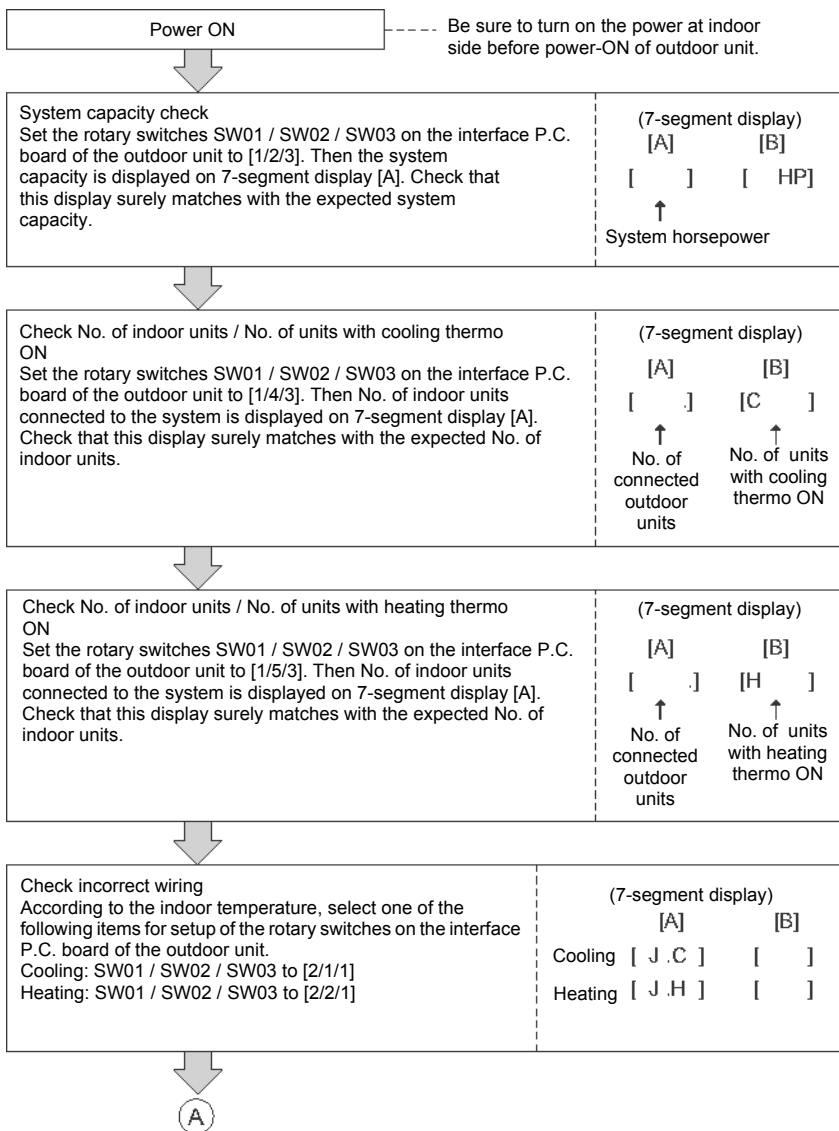 Power ON
Be sure to turn on the power at indoor
side before power-ON of outdoor unit.
System capacity check
Set the rotary switches SW01 / SW02 / SW03 on the interface P.C.
board of the outdoor unit to [1/2/3]. Then the system
capacity is displayed on 7-segment display [A]. Check that
this display surely matches with the expected system
capacity.
(7-segment display)
[A] [B]
[ ] [ HP]
↑
System horsepower
Check No. of indoor units / No. of units with cooling thermo
ON
Set the rotary switches SW01 / SW02 / SW03 on the interface P.C.
board of the outdoor unit to [1/4/3]. Then No. of indoor units
connected to the system is displayed on 7-segment display [A].
Check that this display surely matches with the expected No. of
indoor units.
(7-segment display)
[A] [B]
[ .] [C ]
↑ ↑
No. of
connected
outdoor
units
No. of units
with cooling
thermo ON
Check No. of indoor units / No. of units with heating thermo
ON
Set the rotary switches SW01 / SW02 / SW03 on the interface P.C.
board of the outdoor unit to [1/5/3]. Then No. of indoor units
connected to the system is displayed on 7-segment display [A].
Check that this display surely matches with the expected No. of
indoor units.
(7-segment display)
[A] [B]
[ .] [H ]
↑ ↑
No. of
connected
outdoor
units
No. of units
with heating
thermo ON
Check incorrect wiring
According to the indoor temperature, select one of the
following items for setup of the rotary switches on the interface
P.C. board of the outdoor unit.
Cooling: SW01 / SW02 / SW03 to [2/1/1]
Heating: SW01 / SW02 / SW03 to [2/2/1]
(7-segment display)
[A] [B]
Cooling [ J .C ] [ ]
Heating [ J .H ] [ ]
A